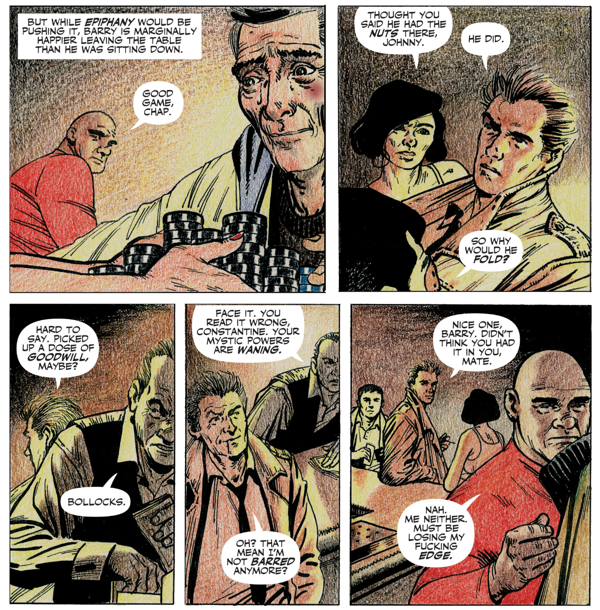 BUT WHILE EPIPHANY WOULD BE
PUSHING IT, BARRY IS MARGINALLY
HAPPIER LEAVING THE TABLE
THAN HE WAS SITTING DOWN.
GOOD
GAME,
CHAP.
THOUGHT YOU
SAID HE HAD THE
NUTS THERE,
JOHNNY.
HE DID.
SO WHY
WOULD HE
FOLD?
HARD TO
SAY. PICKED
UP A DOSE OF
GOODWILL,
MAYBE?
BOLLOCKS.
FACE IT. YOU
READ IT WRONG,
CONSTANTINE. YOUR
MYSTIC POWERS
ARE WANING.
OH? THAT
MEAN I'M
NOT BARRED
ANYMORE?
NICE ONE,
BARRY. DIDN'T
THINK YOU HAD
IT IN YOU,
MATE.
NAH.
ME NEITHER.
MUST BE
LOSING MY
FUCKING
EDGE.